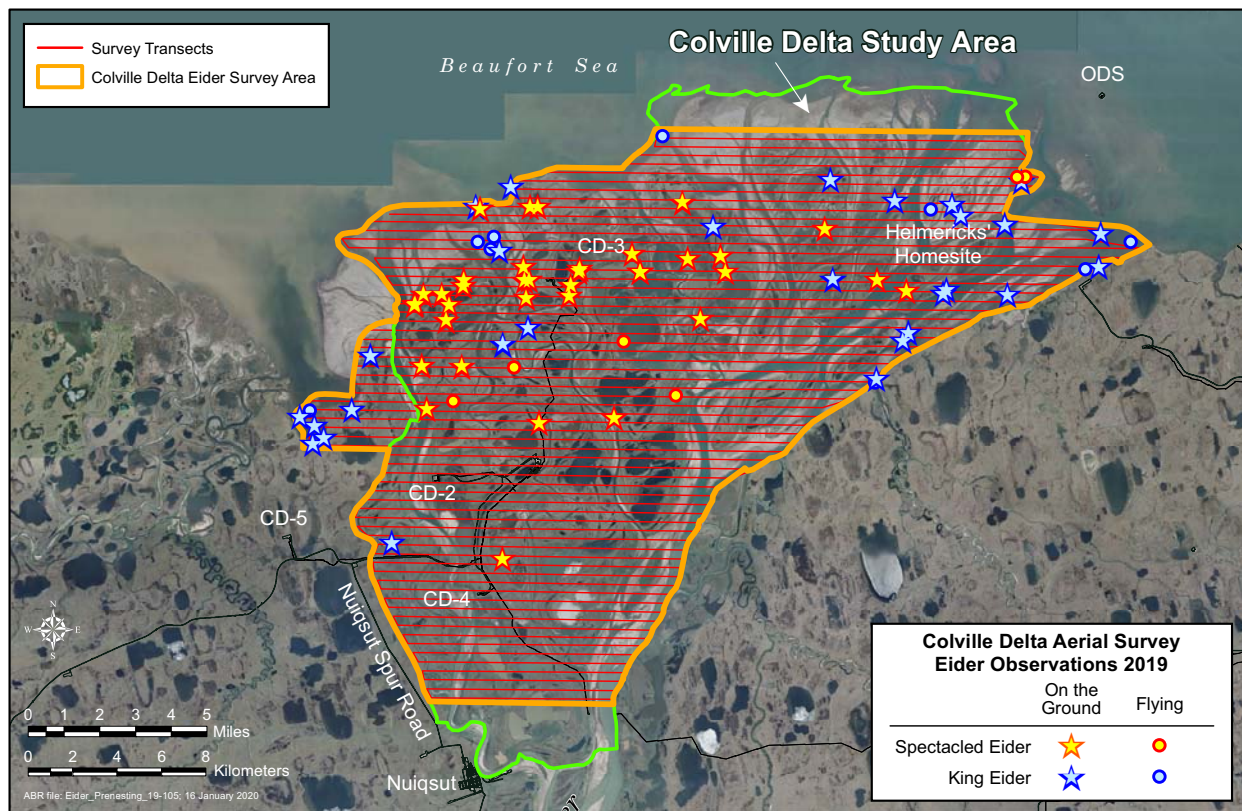 Survey Transects
Colville Delta Eider Survey Area
Beaufort Sea
Colville Delta Study Area
ODS
CD-3
Helmericks'
Homesite
CD-2
CD-5
CD-4
Nuiqsut Spur Road
Nuiqsut
N
W E
S
0 1 2 3 4 5
Miles
0 2 4 6 8
Kilometers
ABR file: Eider_Prenesting_19-105; 16 January 2020
Colville Delta Aerial Survey
Eider Observations 2019
On the
Ground
Flying
Spectacled Eider
King Eider